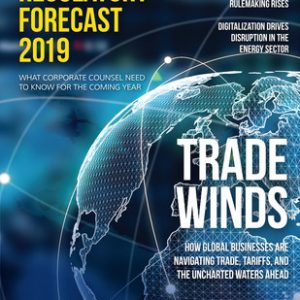 FORECAST
2019
WHAT CORPORATE COUNSEL NEED
TO KNOW FOR THE COMING YEAR
RULEMAKING RISES
DIGITALIZATION DRIVES
DISRUPTION IN THE
ENERGY SECTOR
TRADE
WINDS
HOW GLOBAL BUSINESSES ARE
NAVIGATING TRADE, TARIFFS, AND
THE UNCHARTED WATERS AHEAD